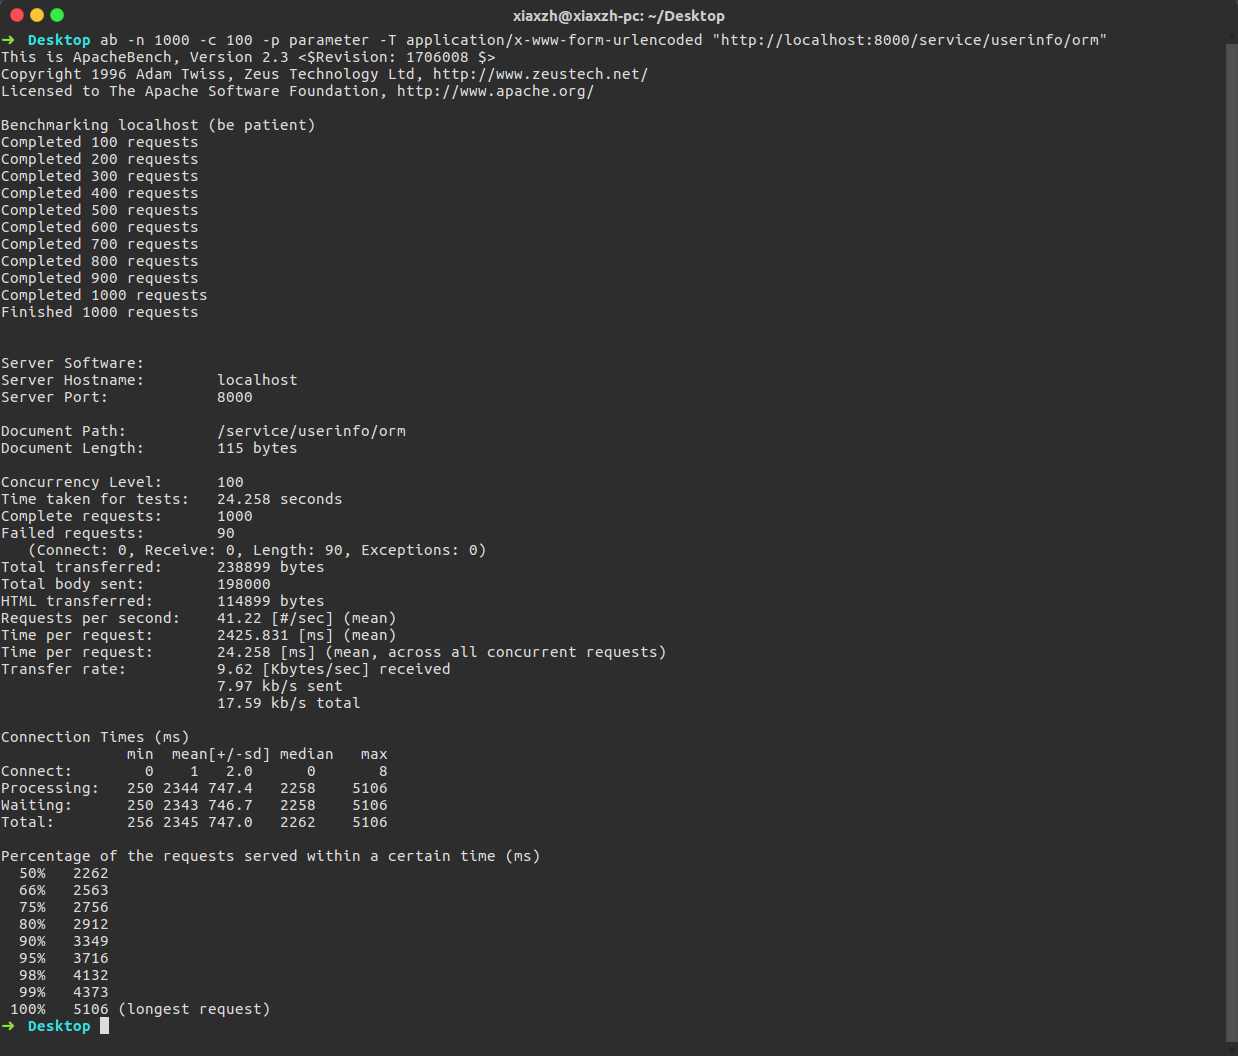 xiaxzh@xiaxzh-pc: ~/Desktop
➜  Desktop ab -n 1000 -c 100 -p parameter -T application/x-www-form-urlencoded "http://localhost:8000/service/userinfo/orm"
This is ApacheBench, Version 2.3 <$Revision: 1706008 $>
Copyright 1996 Adam Twiss, Zeus Technology Ltd, http://www.zeustech.net/
Licensed to The Apache Software Foundation, http://www.apache.org/

Benchmarking localhost (be patient)
Completed 100 requests
Completed 200 requests
Completed 300 requests
Completed 400 requests
Completed 500 requests
Completed 600 requests
Completed 700 requests
Completed 800 requests
Completed 900 requests
Completed 1000 requests
Finished 1000 requests


Server Software:
Server Hostname:        localhost
Server Port:            8000

Document Path:          /service/userinfo/orm
Document Length:        115 bytes

Concurrency Level:      100
Time taken for tests:   24.258 seconds
Complete requests:      1000
Failed requests:        90
   (Connect: 0, Receive: 0, Length: 90, Exceptions: 0)
Total transferred:      238899 bytes
Total body sent:        198000
HTML transferred:       114899 bytes
Requests per second:    41.22 [#/sec] (mean)
Time per request:       2425.831 [ms] (mean)
Time per request:       24.258 [ms] (mean, across all concurrent requests)
Transfer rate:          9.62 [Kbytes/sec] received
                        7.97 kb/s sent
                        17.59 kb/s total

Connection Times (ms)
              min  mean[+/-sd] median   max
Connect:        0    1   2.0      0       8
Processing:   250 2344 747.4   2258    5106
Waiting:      250 2343 746.7   2258    5106
Total:        256 2345 747.0   2262    5106

Percentage of the requests served within a certain time (ms)
  50%   2262
  66%   2563
  75%   2756
  80%   2912
  90%   3349
  95%   3716
  98%   4132
  99%   4373
 100%   5106 (longest request)
➜  Desktop